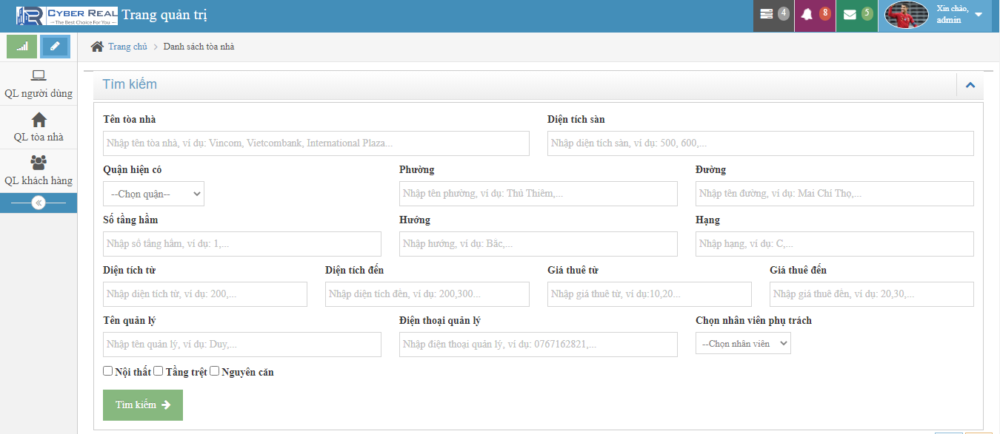 CYBER REAL
The Best Choice For You
Trang quản trị
4
8
5
Xin chào,
admin
Trang chủ
Danh sách tòa nhà
QL người dùng
QL tòa nhà
QL khách hàng
Tìm kiếm
Tên tòa nhà
Diện tích sàn
Nhập tên tòa nhà, ví dụ: Vincom, Vietcombank, International Plaza...
Nhập diện tích sàn, ví dụ: 500, 600,...
Quận hiện có
Phường
Đường
--Chọn quận--
Nhập tên phường, ví dụ: Thủ Thiêm,...
Nhập tên đường, ví dụ: Mai Chí Thọ,...
Số tầng hầm
Hướng
Hạng
Nhập số tầng hầm, ví dụ: 1,...
Nhập hướng, ví dụ: Bắc,...
Nhập hạng, ví dụ: C,...
Diện tích từ
Diện tích đến
Giá thuê từ
Giá thuê đến
Nhập diện tích từ, ví dụ: 200,...
Nhập diện tích đến, ví dụ: 200,300...
Nhập giá thuê từ, ví dụ:10,20...
Nhập giá thuê đến, ví dụ: 20,30,...
Tên quản lý
Điện thoại quản lý
Chọn nhân viên phụ trách
Nhập tên quản lý, ví dụ: Duy,...
Nhập điện thoại quản lý, ví dụ: 0767162821,...
--Chọn nhân viên
Nội thất
Tầng trệt
Nguyên căn
Tìm kiếm